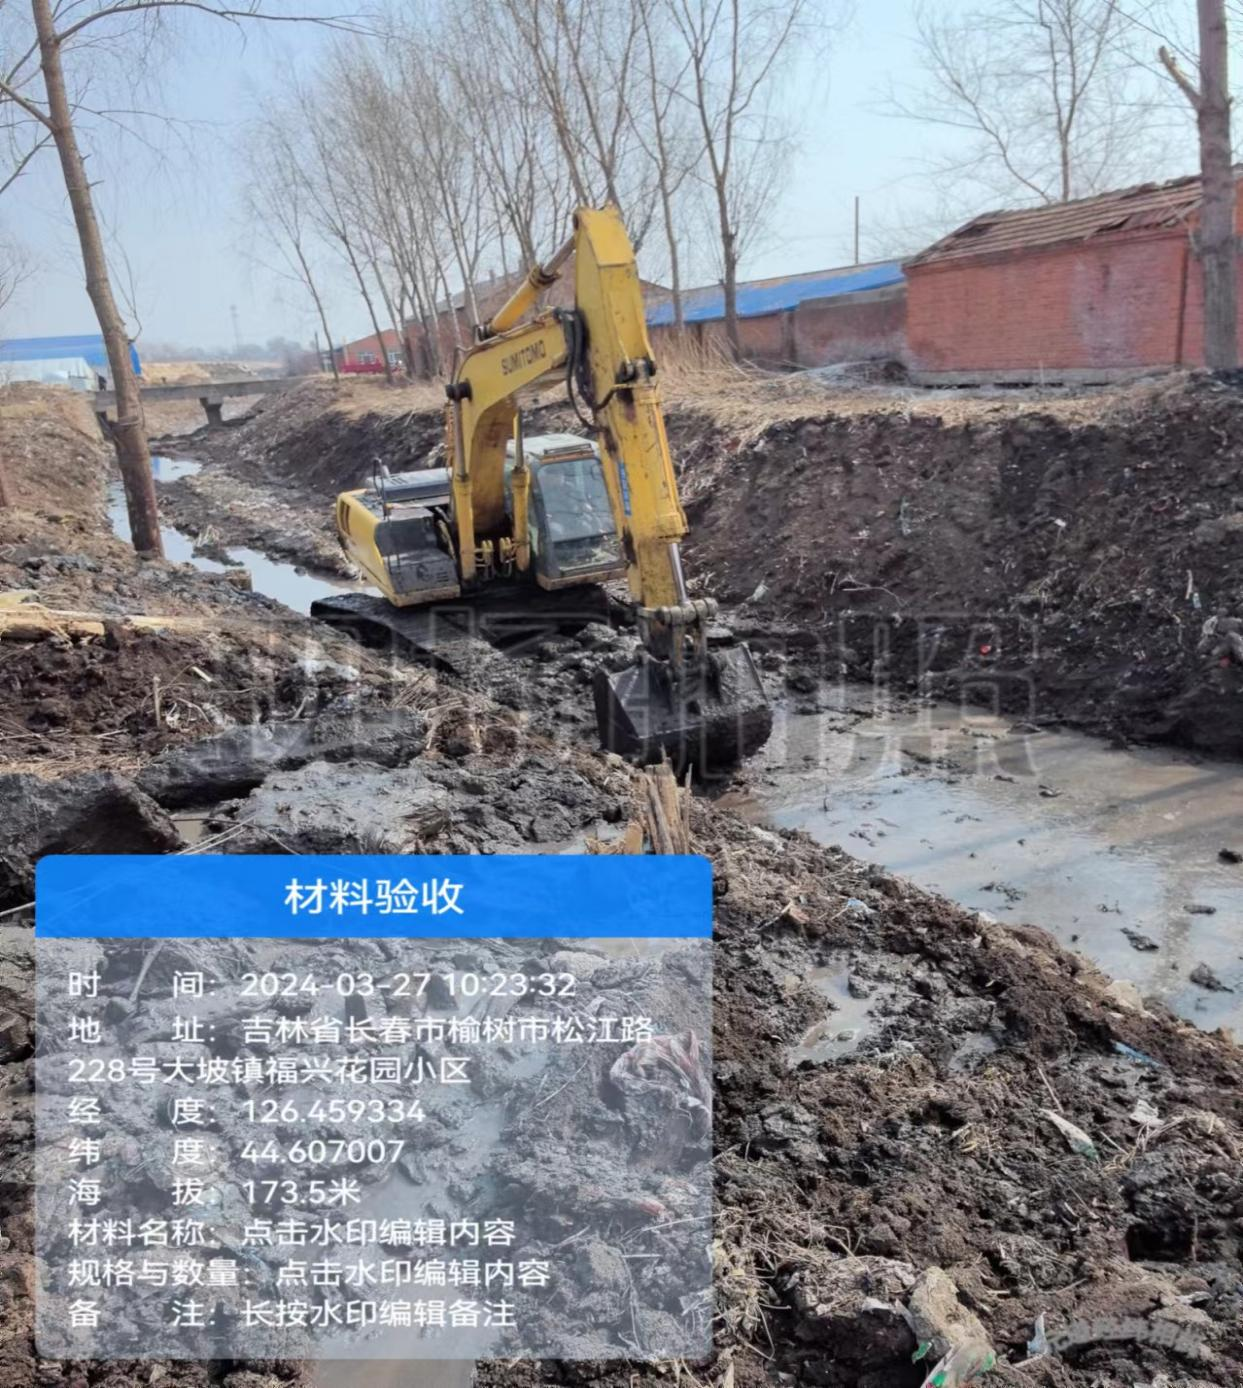 SUMITOMO
材料验收
时 间：2024-03-27 10:23:32
地 址：吉林省长春市榆树市松江路
228号大坡镇福兴花园小区
经 度：126.459334
纬 度：44.607007
海 拔：173.5米
材料名称：点击水印编辑内容
规格与数量：点击水印编辑内容
备 注：长按水印编辑备注